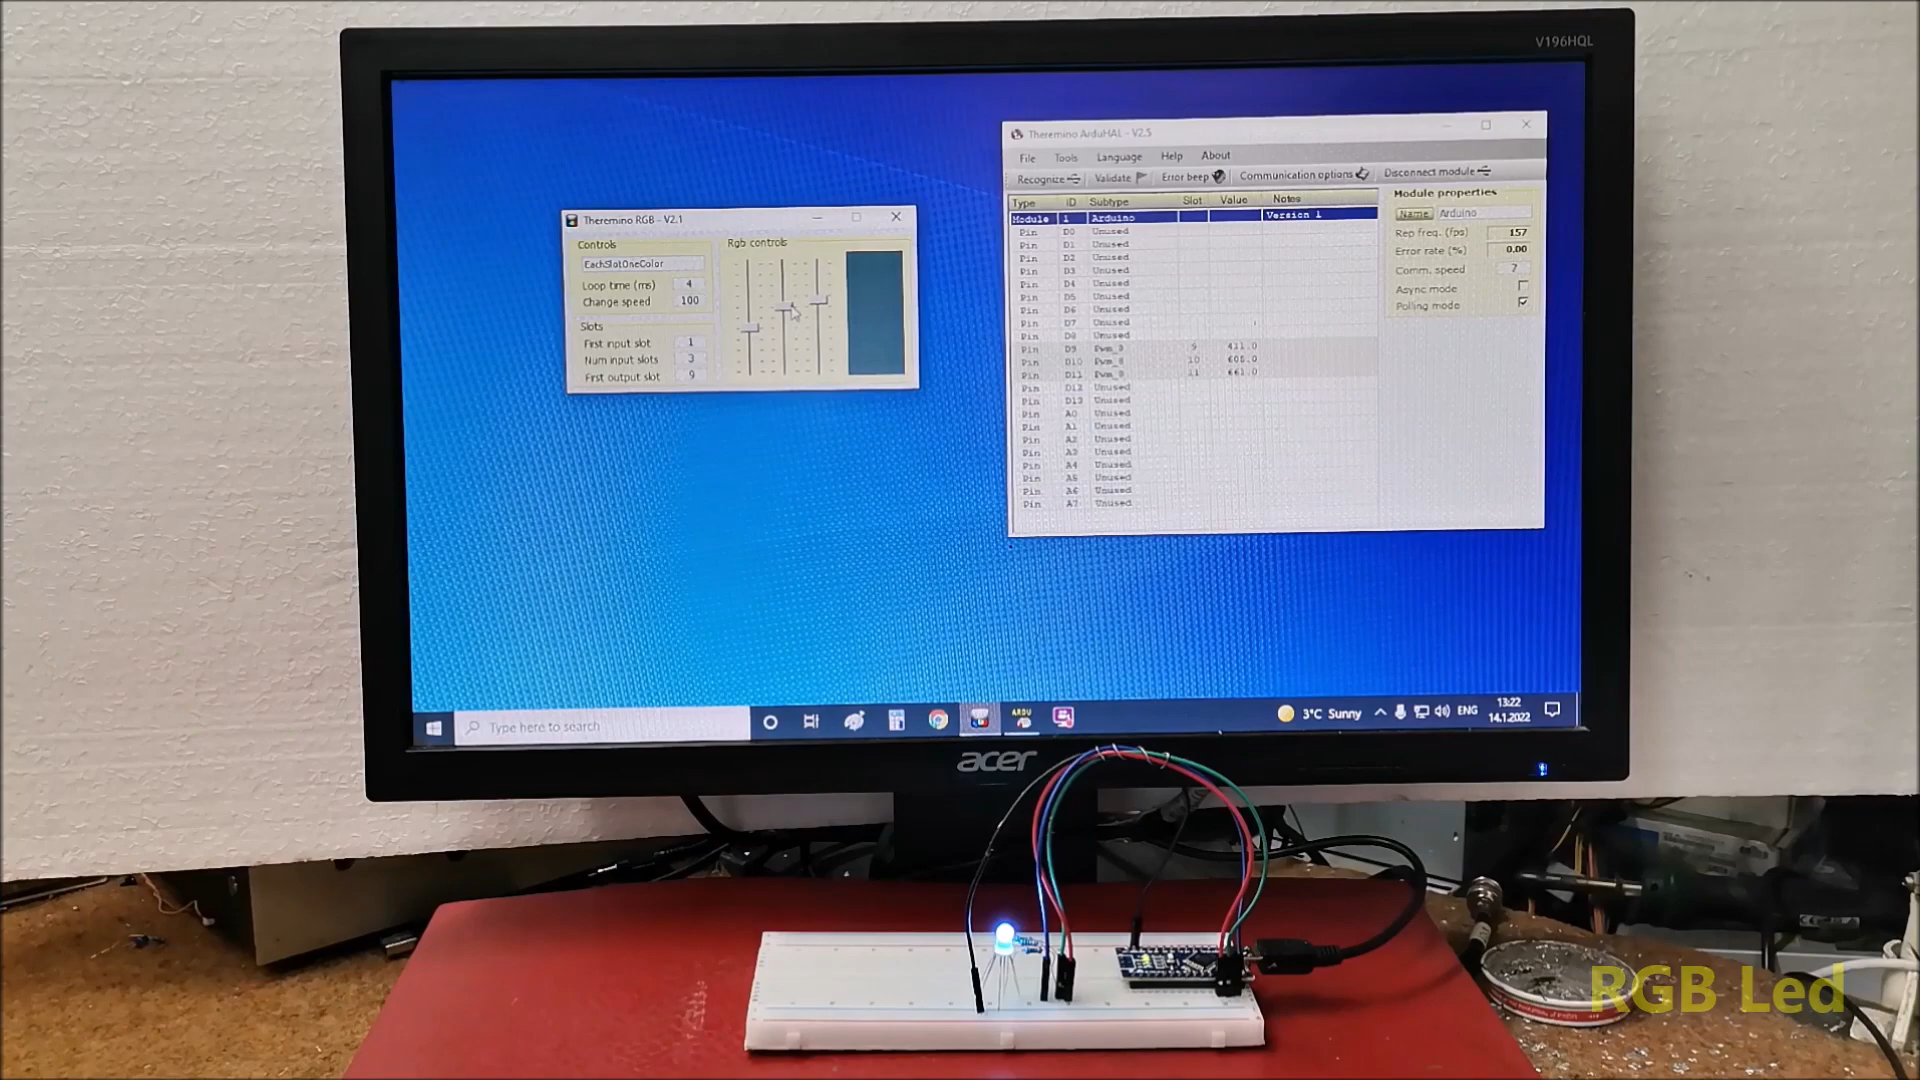 V196HQL
Theremino ArduHAL - V2.5
File Tools Language Help About
Recognize Validate Error beep Communication options Disconnect module
Type ID Subtype Slot Value Notes
Module 1 Arduino Version 1
Pin D0 Unused
Pin D1 Unused
Pin D2 Unused
Pin D3 Unused
Pin D4 Unused
Pin D5 Unused
Pin D6 Unused
Pin D7 Unused
Pin D8 Unused
Pin D9 9
Pin D10 10
Pin D11 11
Pin D12 Unused
Pin D13 Unused
Pin A0 Unused
Pin A1 Unused
Pin A2 Unused
Pin A3 Unused
Pin A4 Unused
Pin A5 Unused
Pin A6 Unused
Pin A7 Unused
Module properties
Name Arduino
Rep freq. (fps) 157
Error rate (%) 0.00
Comm. speed 7
Async mode
Polling mode
Theremino RGB - V2.1
Controls
EachSlotOneColor
Loop time (ms) 4
Change speed 100
Slots
First input slot 1
Num input slots 3
First output slot 9
Rgb controls
Type here to search
ARDU
3°C Sunny
ENG
13:22
14.1.2022
acer
RGB Led